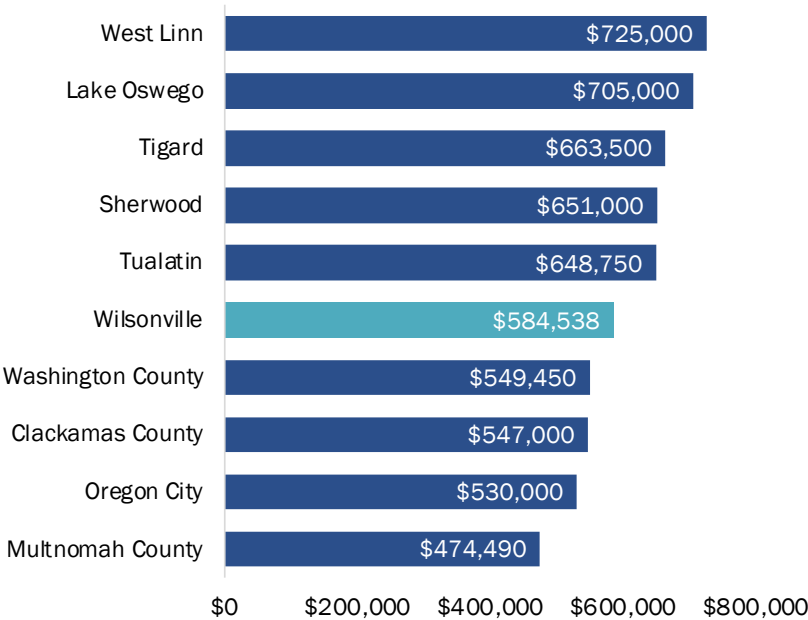 West Linn $725,000
Lake Oswego $705,000
Tigard $663,500
Sherwood $651,000
Tualatin $648,750
Wilsonville $584,538
Washington County $549,450
Clackamas County $547,000
Oregon City $530,000
Multnomah County $474,490
$0 $200,000 $400,000 $600,000 $800,000